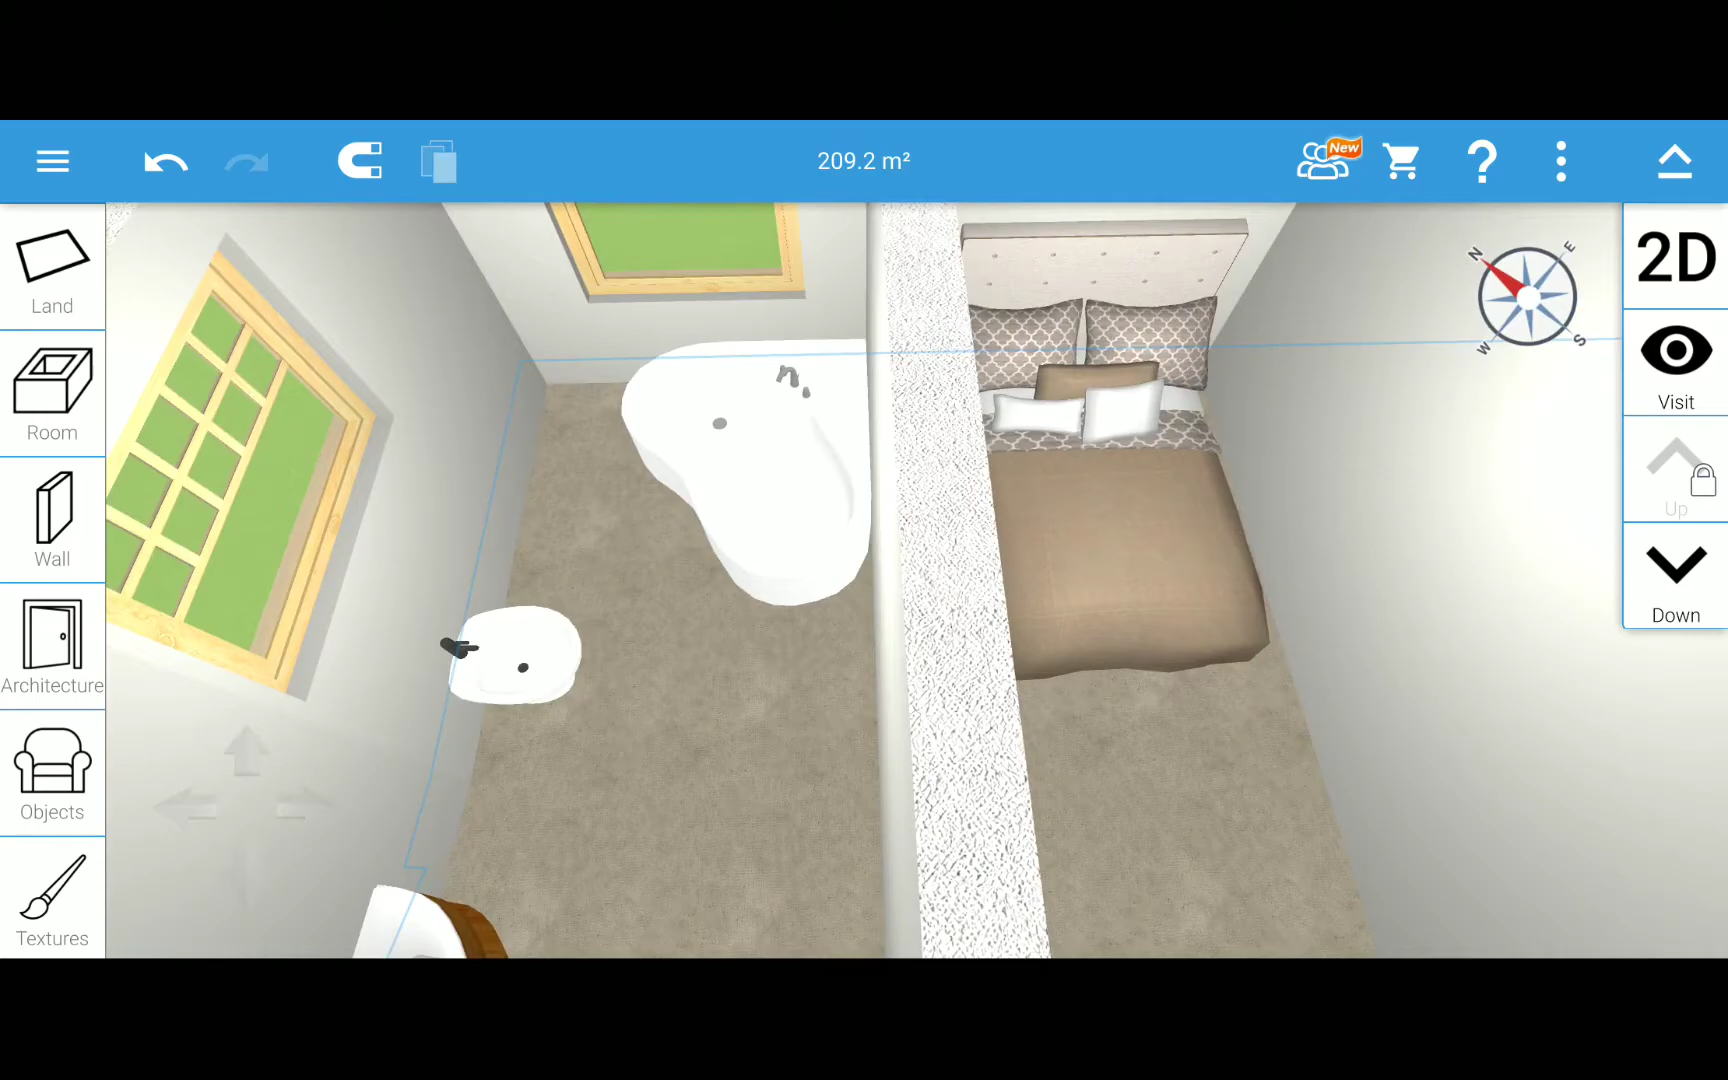 209.2 m²
New
Land
Room
Wall
Architecture
Objects
Textures
N
E
W
S
2D
Visit
Up
Down